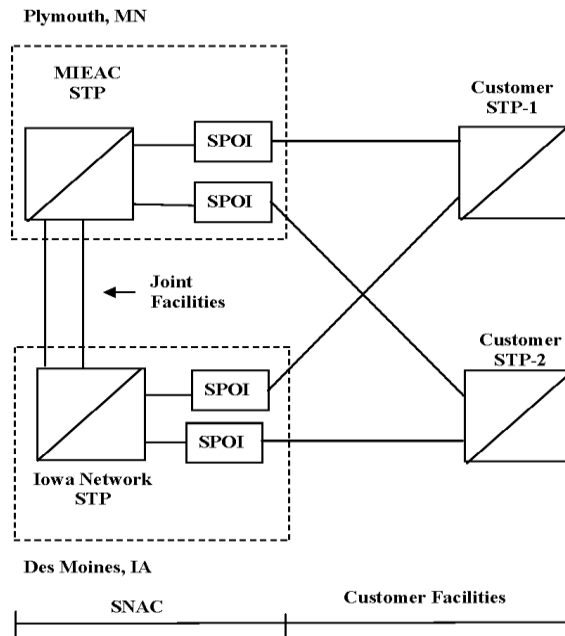 Plymouth, MN
MIEAC
STP
SPOI
SPOI
Customer
STP-1
Joint
Facilities
Customer
STP-2
SPOI
SPOI
Iowa Network
STP
Des Moines, IA
SNAC
Customer Facilities